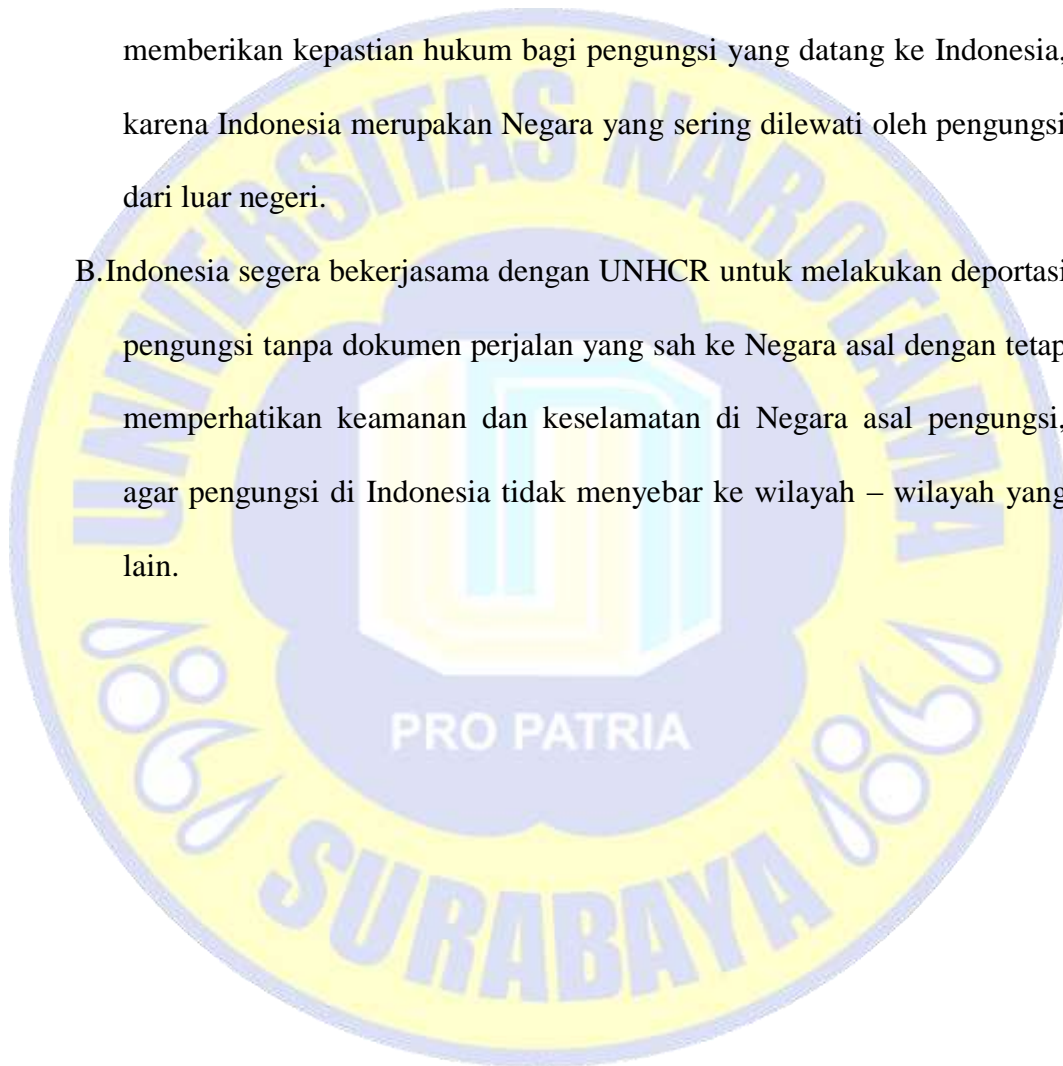 memberikan kepastian hukum bagi pengungsi yang datang ke Indonesia,
karena Indonesia merupakan Negara yang sering dilewati oleh pengungsi
dari luar negeri.
B.Indonesia segera bekerjasama dengan UNHCR untuk melakukan deportasi
pengungsi tanpa dokumen perjalan yang sah ke Negara asal dengan tetap
memperhatikan keamanan dan keselamatan di Negara asal pengungsi,
agar pengungsi di Indonesia tidak menyebar ke wilayah – wilayah yang
lain.
UNIVERSITAS NAROTAMA
PRO PATRIA
SURABAYA